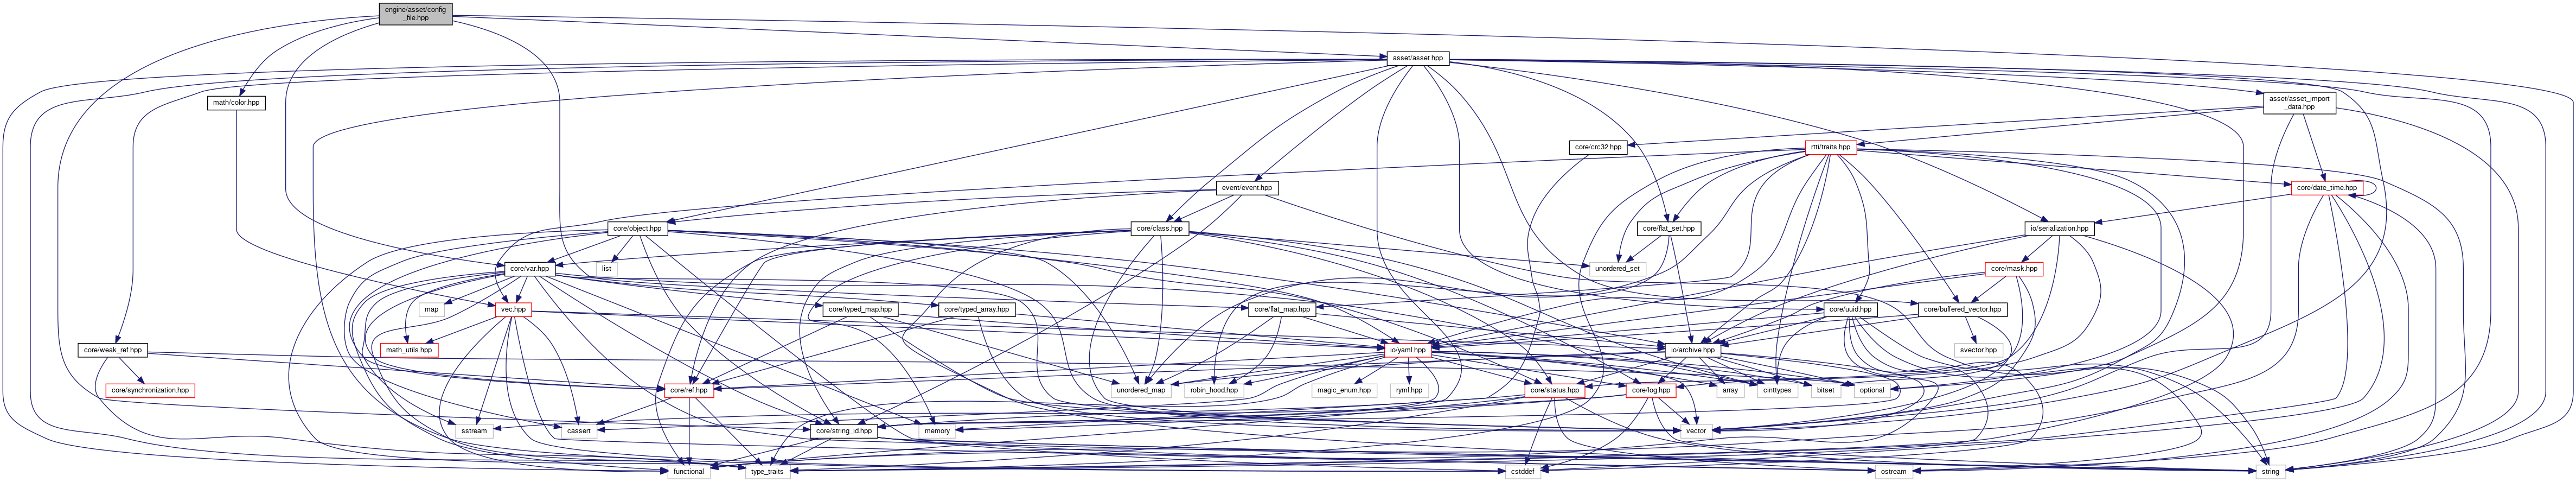 engine/asset/config
_file.hpp
asset/asset.hpp
math/color.hpp
asset/asset_import
_data.hpp
core/crc32.hpp
rtti/traits.hpp
event/event.hpp
core/date_time.hpp
core/object.hpp
core/class.hpp
core/flat_set.hpp
io/serialization.hpp
core/var.hpp
list
unordered_set
core/mask.hpp
map
vec.hpp
core/typed_map.hpp
core/typed_array.hpp
core/flat_map.hpp
core/uuid.hpp
core/buffered_vector.hpp
core/weak_ref.hpp
math_utils.hpp
io/yaml.hpp
io/archive.hpp
svector.hpp
core/synchronization.hpp
core/ref.hpp
unordered_map
robin_hood.hpp
magic_enum.hpp
ryml.hpp
core/status.hpp
core/log.hpp
array
cinttypes
bitset
optional
sstream
cassert
core/string_id.hpp
memory
vector
functional
type_traits
cstddef
ostream
string